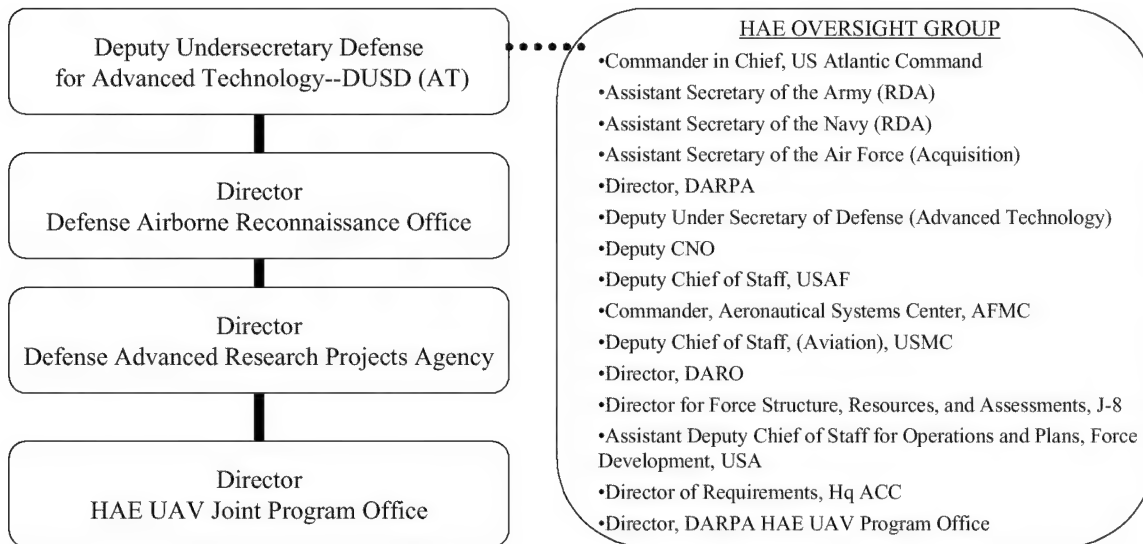 Deputy Undersecretary Defense
for Advanced Technology--DUSD (AT)
Director
Defense Airborne Reconnaissance Office
Director
Defense Advanced Research Projects Agency
Director
HAE UAV Joint Program Office
HAE OVERSIGHT GROUP
•Commander in Chief, US Atlantic Command
•Assistant Secretary of the Army (RDA)
•Assistant Secretary of the Navy (RDA)
•Assistant Secretary of the Air Force (Acquisition)
•Director, DARPA
•Deputy Under Secretary of Defense (Advanced Technology)
•Deputy CNO
•Deputy Chief of Staff, USAF
•Commander, Aeronautical Systems Center, AFMC
•Deputy Chief of Staff, (Aviation), USMC
•Director, DARO
•Director for Force Structure, Resources, and Assessments, J-8
•Assistant Deputy Chief of Staff for Operations and Plans, Force
Development, USA
•Director of Requirements, Hq ACC
•Director, DARPA HAE UAV Program Office